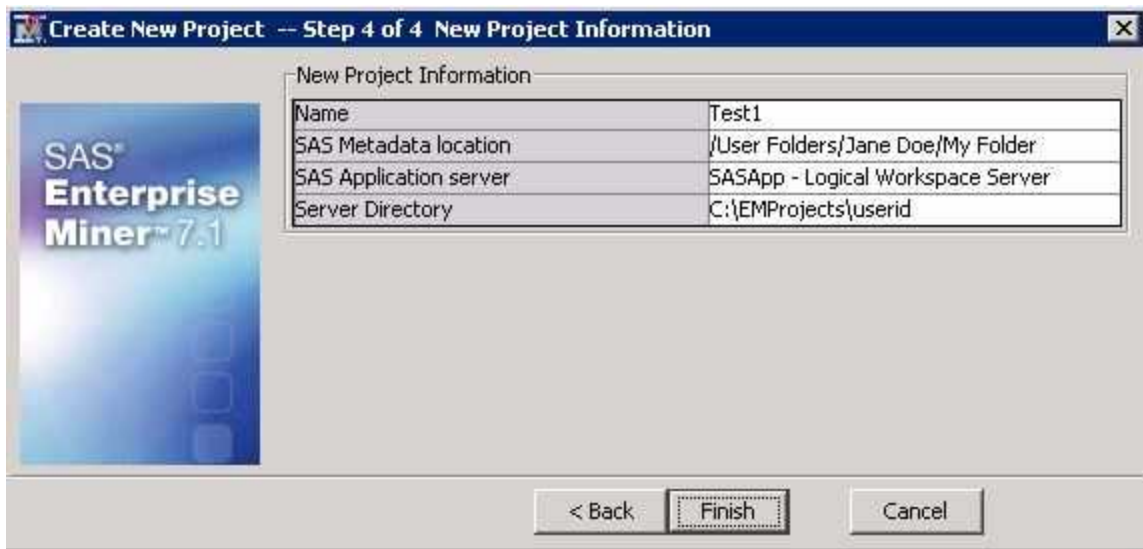 Create New Project -- Step 4 of 4 New Project Information
New Project Information
Name Test1
SAS Metadata location /User Folders/Jane Doe/My Folder
SAS Application server SASApp - Logical Workspace Server
Server Directory C:\EMProjects\userid
SAS®
Enterprise
Miner™ 7.1
< Back Finish Cancel